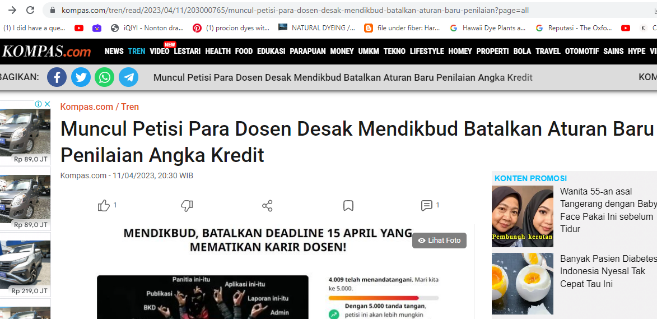 kompas.com/tren/read/2023/04/11/203000765/muncul-petisi-para-dosen-desak-mendikbud-batalkan-aturan-baru-penilaian?page=all
(1) I did have a que...
iQIYI - Nonton dra...
(1)
procion dyes with...
NATURAL DYEING /...
file under fiber: Har...
Hawaii Dye Plants a...
Reputasi - The Oxfo...
KOMPAS.com
NEWS TREN VIDEO LESTARI HEALTH FOOD EDUKASI PARAPUAN MONEY UMKM TEKNO LIFESTYLE HOMEY PROPERTI BOLA TRAVEL OTOMOTIF SAINS HYPE
BAGIKAN:
Muncul Petisi Para Dosen Desak Mendikbud Batalkan Aturan Baru Penilaian Angka Kredit
KOM
Kompas.com / Tren
Muncul Petisi Para Dosen Desak Mendikbud Batalkan Aturan Baru
Penilaian Angka Kredit
Kompas.com - 11/04/2023, 20:30 WIB
1
1
MENDIKBUD, BATALKAN DEADLINE 15 APRIL YANG
MEMATIKAN KARIR DOSEN!
Lihat Foto
Panitia ini-itu
Publikasi
Aplikasi ini-itu
Laporan ini-itu
BKD
Admin
4.009 telah menandatangani. Mari kita
ke 5.000.
Dengan 5.000 tanda tangan,
petisi ini akan lebih mungkin
Rp 89,0 JT
Rp 89,0 JT
Rp 219,0 JT
KONTEN PROMOSI
Pembunuh kerutan
Wanita 55-an asal
Tangerang dengan Baby
Face Pakai Ini sebelum
Tidur
Banyak Pasien Diabetes
Indonesia Nyesal Tak
Cepat Tau Ini